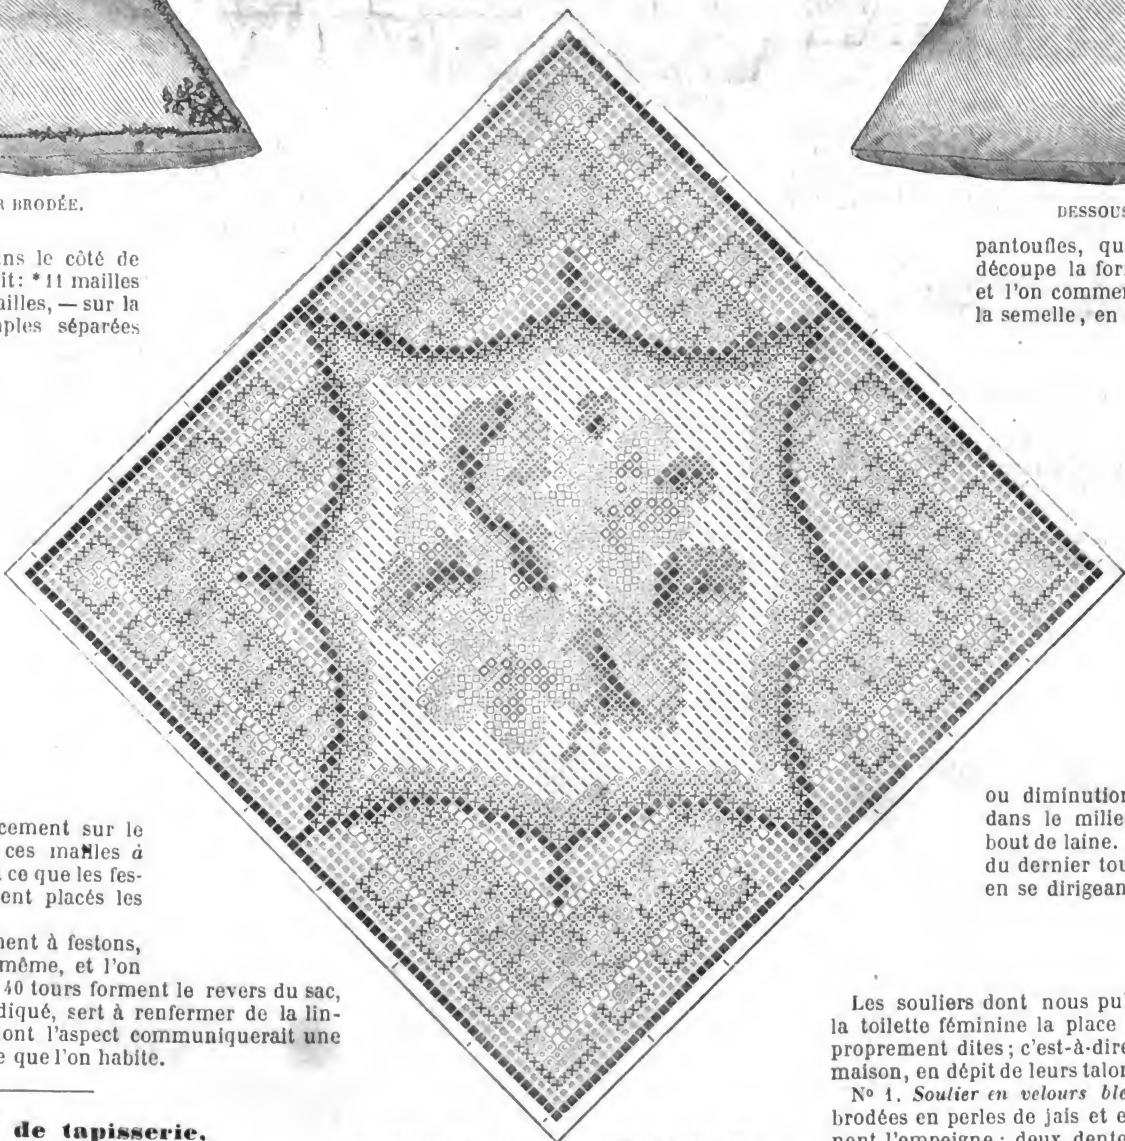 BRODÉE.
ns le côté de
it: *11 mailles
ailles, — sur la
ples séparées
cement sur le
ces mailles à
ce que les fes-
ent placés les
ment à festons,
même, et l'on
40 tours forment le revers du sac,
diqué, sert à renfermer de la lin-
ont l'aspect communiquerait une
e que l'on habite.
de tapisserie.
DESSOUS
pantoufles, qu
découpe la for
et l'on commen
la semelle, en
ou diminution
dans le milie
bout de laine.
du dernier tou
en se dirigean
Les souliers dont nous pu
la toilette féminine la place
proprement dites; c'est-à-dire
maison, en dépit de leurs talon
N° 1. Soulier en velours ble
brodées en perles de jais et e
nent l'empeigne; deux dente